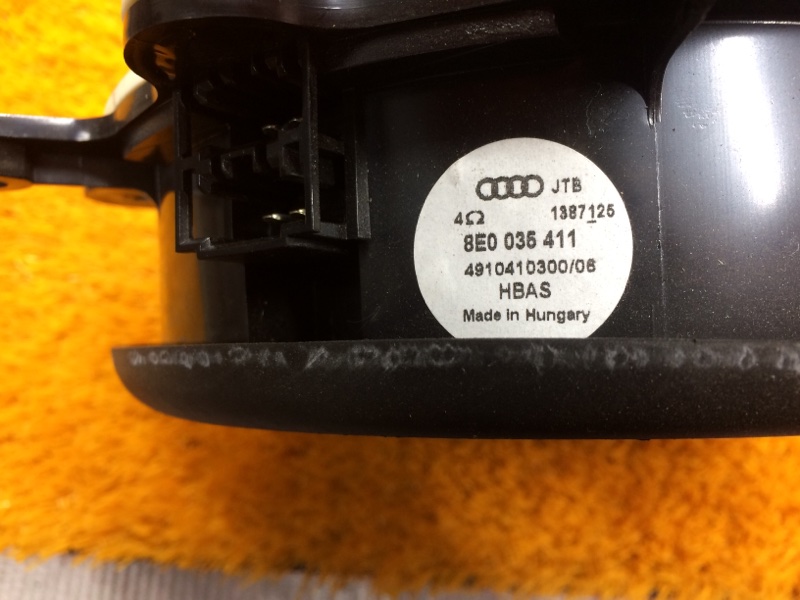 JTB
4Ω 1387125
8E0 035 411
4910410300/06
HBAS
Made in Hungary